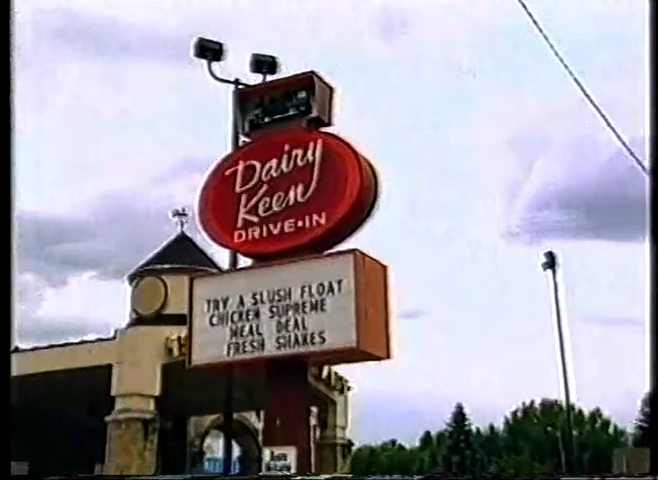 Dairy
Keen
DRIVE-IN
TRY A SLUSH FLOAT
CHICKEN SUPREME
MEAL DEAL
FRESH SHAKES